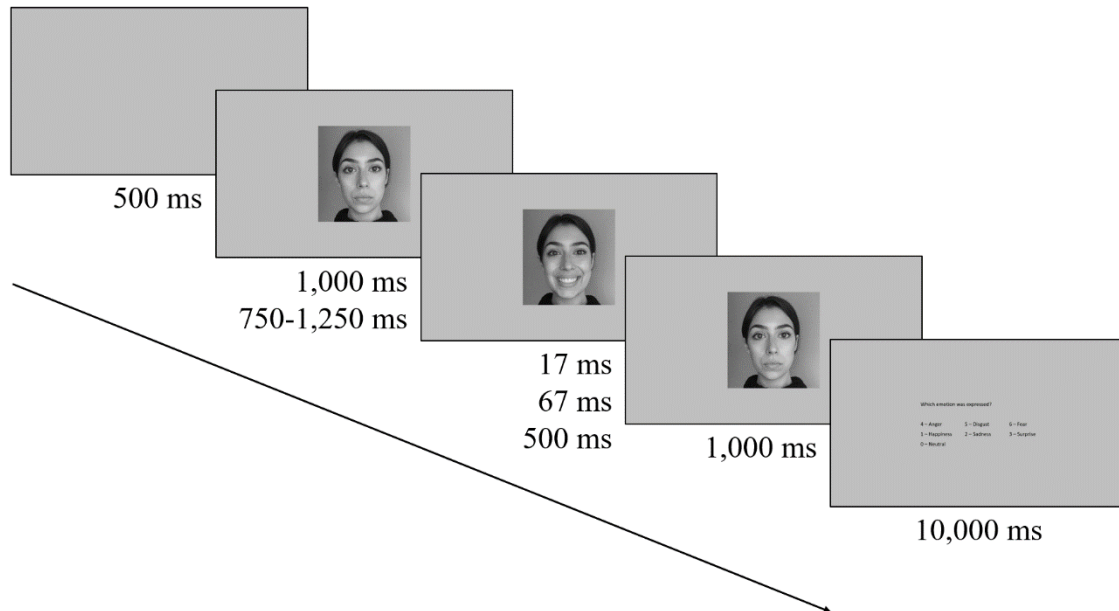 500 ms
1,000 ms
750-1,250 ms
17 ms
67 ms
500 ms
1,000 ms
Which emotion was expressed?
4 – Anger 5 – Disgust 6 – Fear
1 – Happiness 2 – Sadness 3 – Surprise
0 – Neutral
10,000 ms